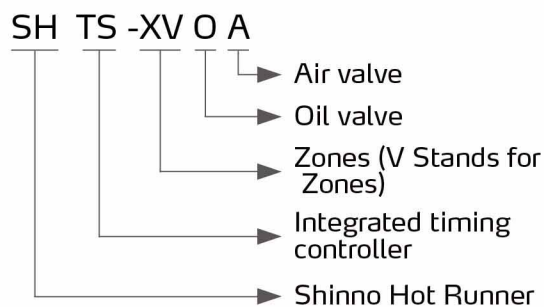 SH TS -XV O A
Air valve
Oil valve
Zones (V Stands for
Zones)
Integrated timing
controller
Shinno Hot Runner